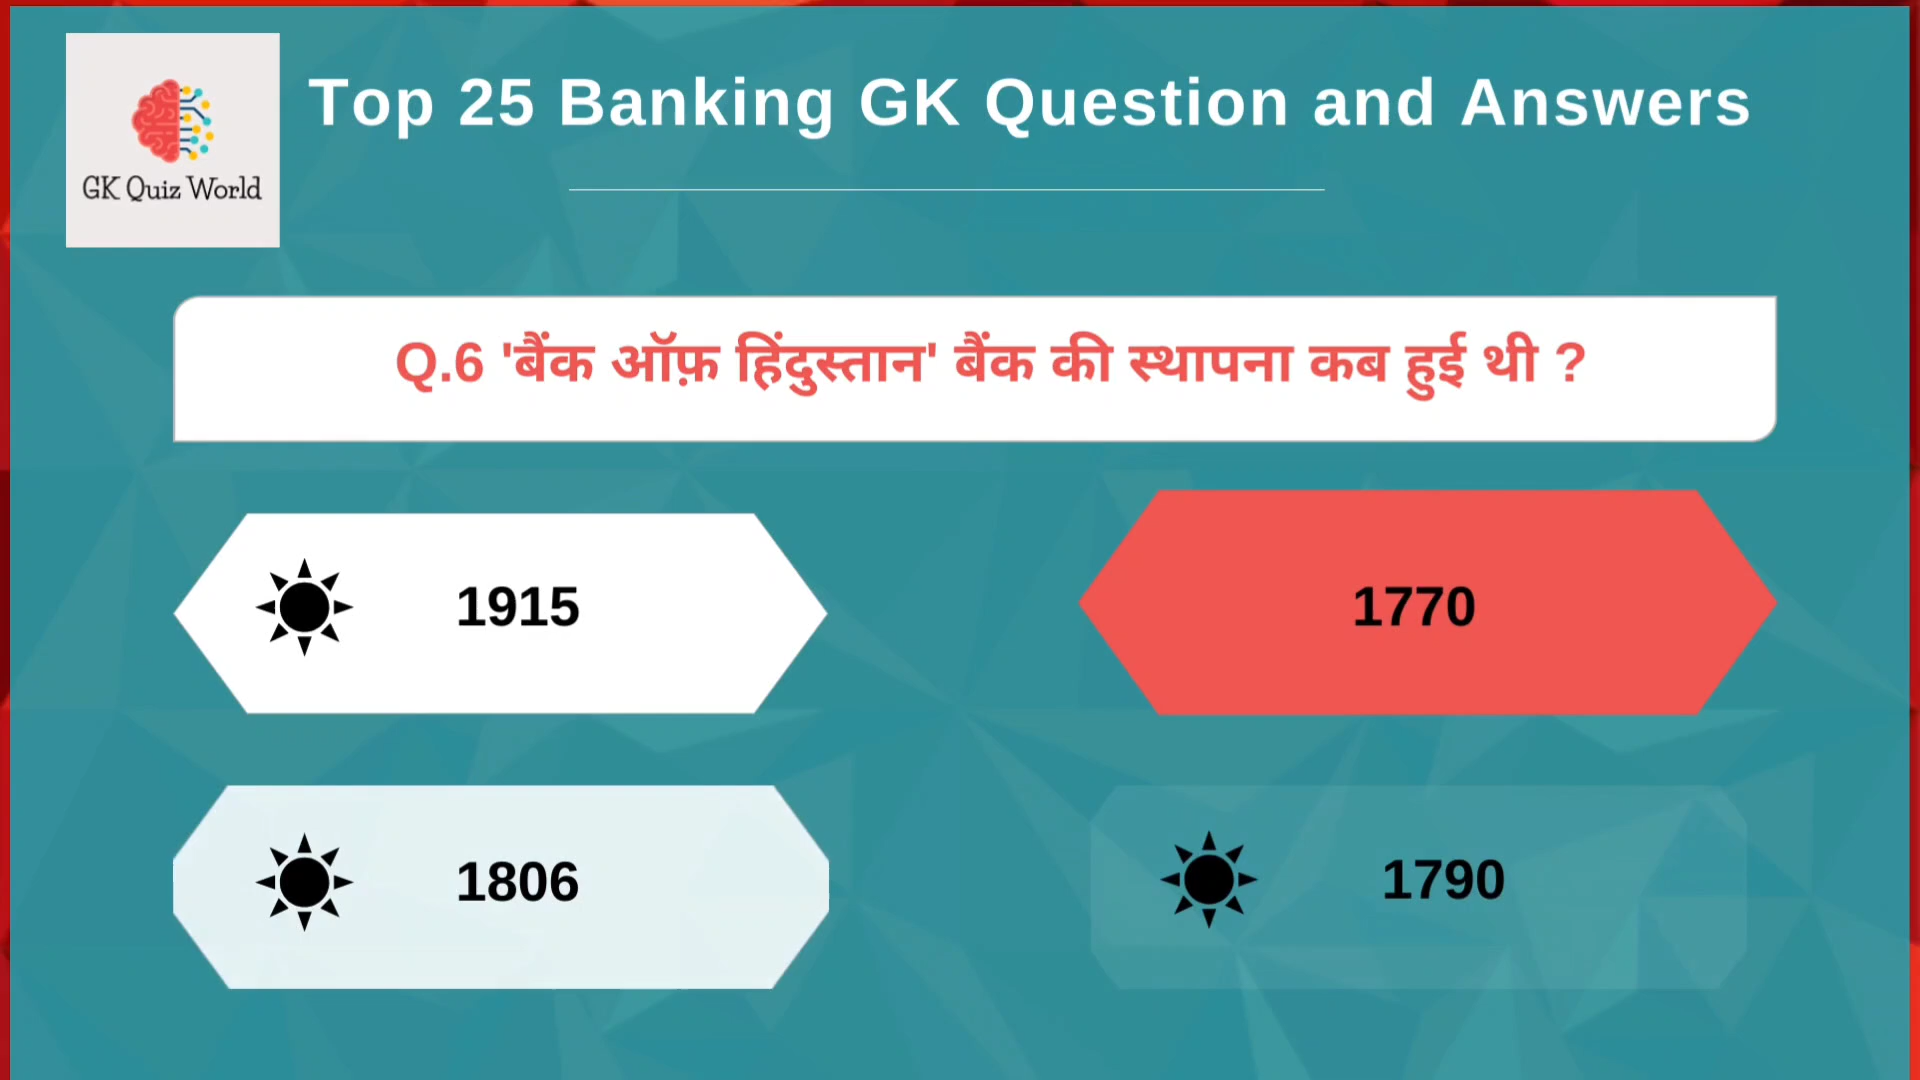 GK Quiz World
Top 25 Banking GK Question and Answers
Q.6 'बैंक ऑफ़ हिंदुस्तान' बैंक की स्थापना कब हुई थी ?
1915
1770
1806
1790